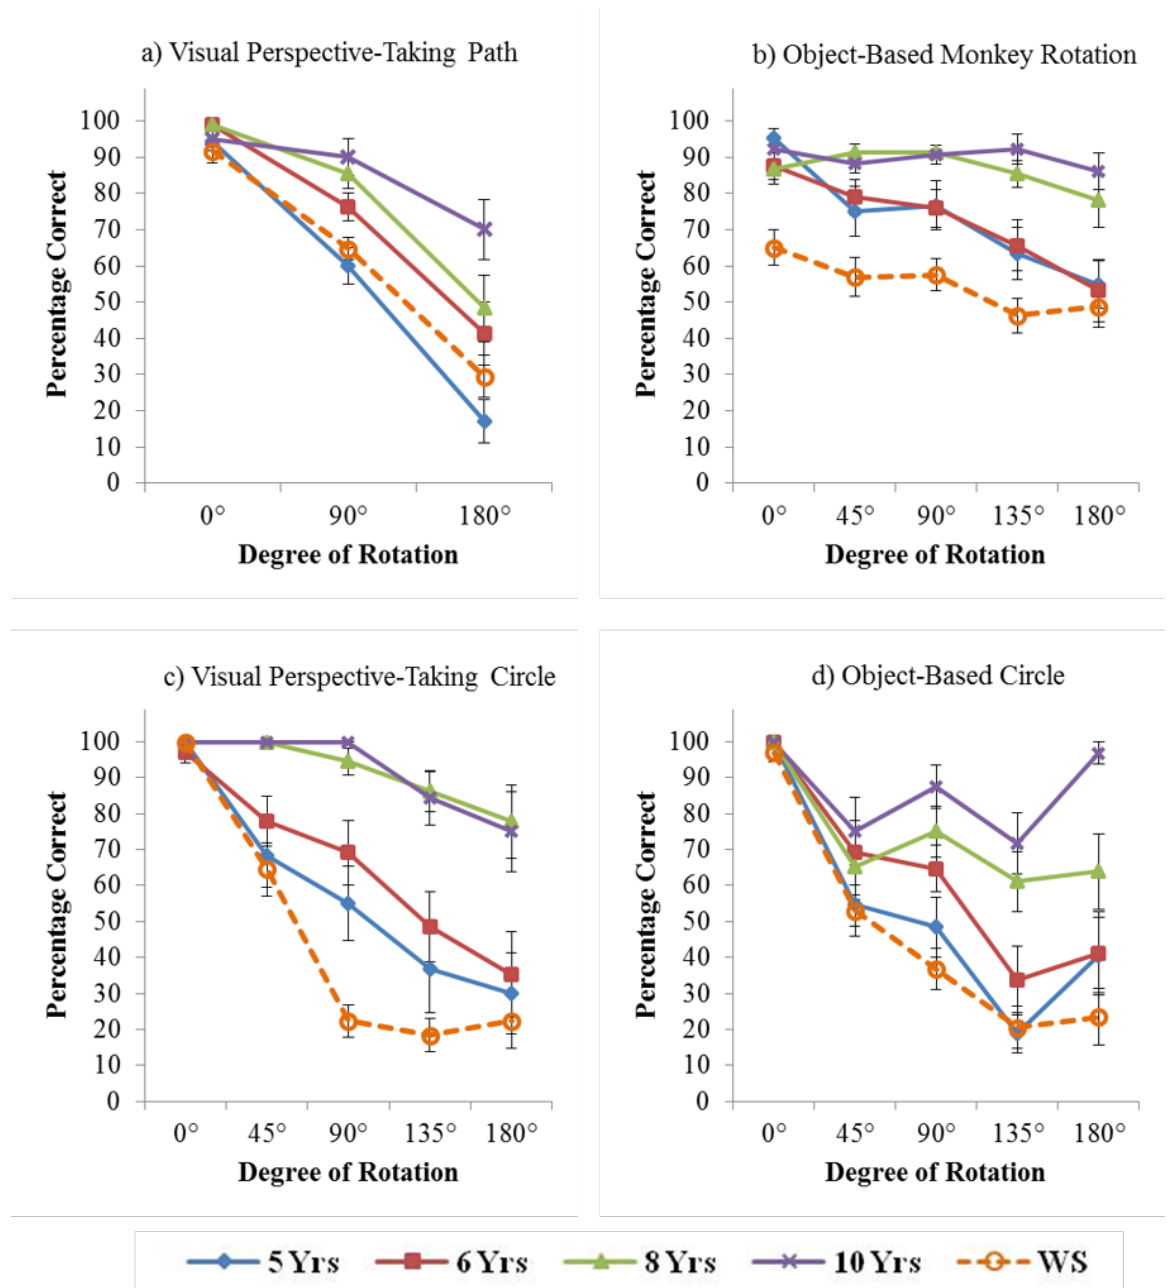 a) Visual Perspective-Taking Path
100
90
80
70
60
50
40
30
20
10
0
Percentage Correct
0° 90° 180°
Degree of Rotation
b) Object-Based Monkey Rotation
100
90
80
70
60
50
40
30
20
10
0
Percentage Correct
0° 45° 90° 135° 180°
Degree of Rotation
c) Visual Perspective-Taking Circle
100
90
80
70
60
50
40
30
20
10
0
Percentage Correct
0° 45° 90° 135° 180°
Degree of Rotation
d) Object-Based Circle
100
90
80
70
60
50
40
30
20
10
0
Percentage Correct
0° 45° 90° 135° 180°
Degree of Rotation
5 Yrs 6 Yrs 8 Yrs 10 Yrs WS